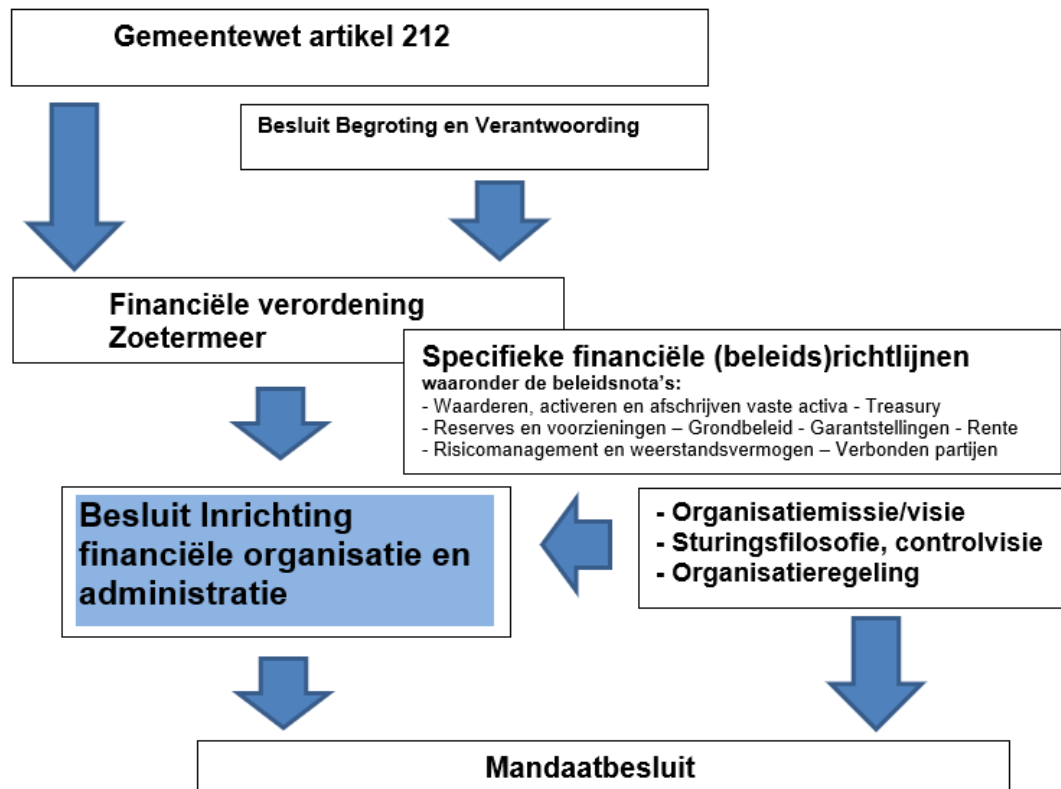 Gemeentewet artikel 212
Besluit Begroting en Verantwoording
Financiële verordening
Zoetermeer
Specifieke financiële (beleids)richtlijnen
waaronder de beleidsnota's:
- Waarderen, activeren en afschrijven vaste activa - Treasury
- Reserves en voorzieningen – Grondbeleid - Garantstellingen - Rente
- Risicomanagement en weerstandsvermogen – Verbonden partijen
Besluit Inrichting
financiële organisatie en
administratie
- Organisatiemissie/visie
- Sturingsfilosofie, controlvisie
- Organisatieregeling
Mandaatbesluit